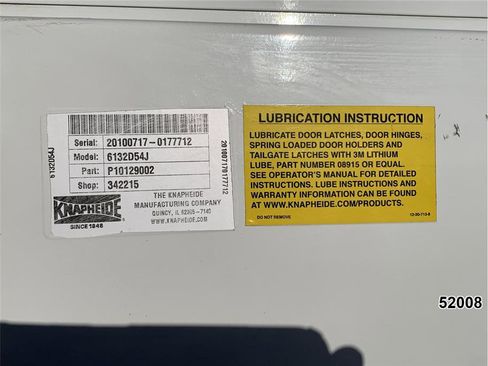 Serial: 20100717-0177712
Model: 6132D54J
Part: P10129002
Shop: 342215
6132D54J
20100717017712
KNAPHEIDE
SINCE 1848
THE KNAPHEIDE
MANUFACTURING COMPANY
QUINCY, IL 62305-7140
WWW.KNAPHEIDE.COM
LUBRICATION INSTRUCTION
LUBRICATE DOOR LATCHES, DOOR HINGES,
SPRING LOADED DOOR HOLDERS AND
TAILGATE LATCHES WITH 3M LITHIUM
LUBE, PART NUMBER 08915 OR EQUAL.
SEE OPERATOR'S MANUAL FOR DETAILED
INSTRUCTIONS. LUBE INSTRUCTIONS AND
WARRANTY INFORMATION CAN BE FOUND
AT WWW.KNAPHEIDE.COM/PRODUCTS.
DO NOT REMOVE
52008